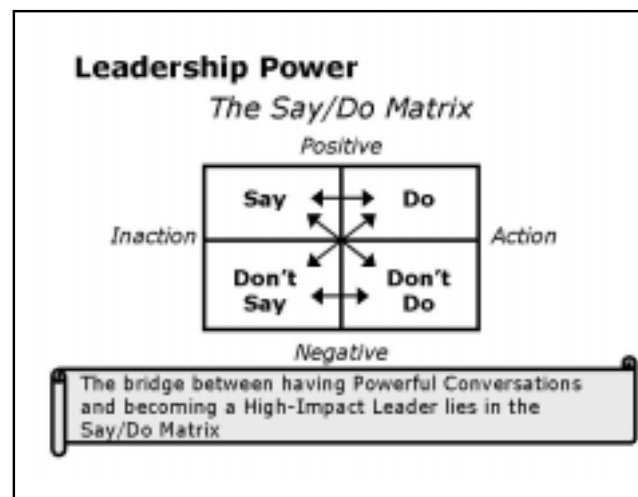 Leadership Power
The Say/Do Matrix
Positive
Say Do
Inaction Action
Don't Don't
Say Do
Negative
The bridge between having Powerful Conversations
and becoming a High-Impact Leader lies in the
Say/Do Matrix